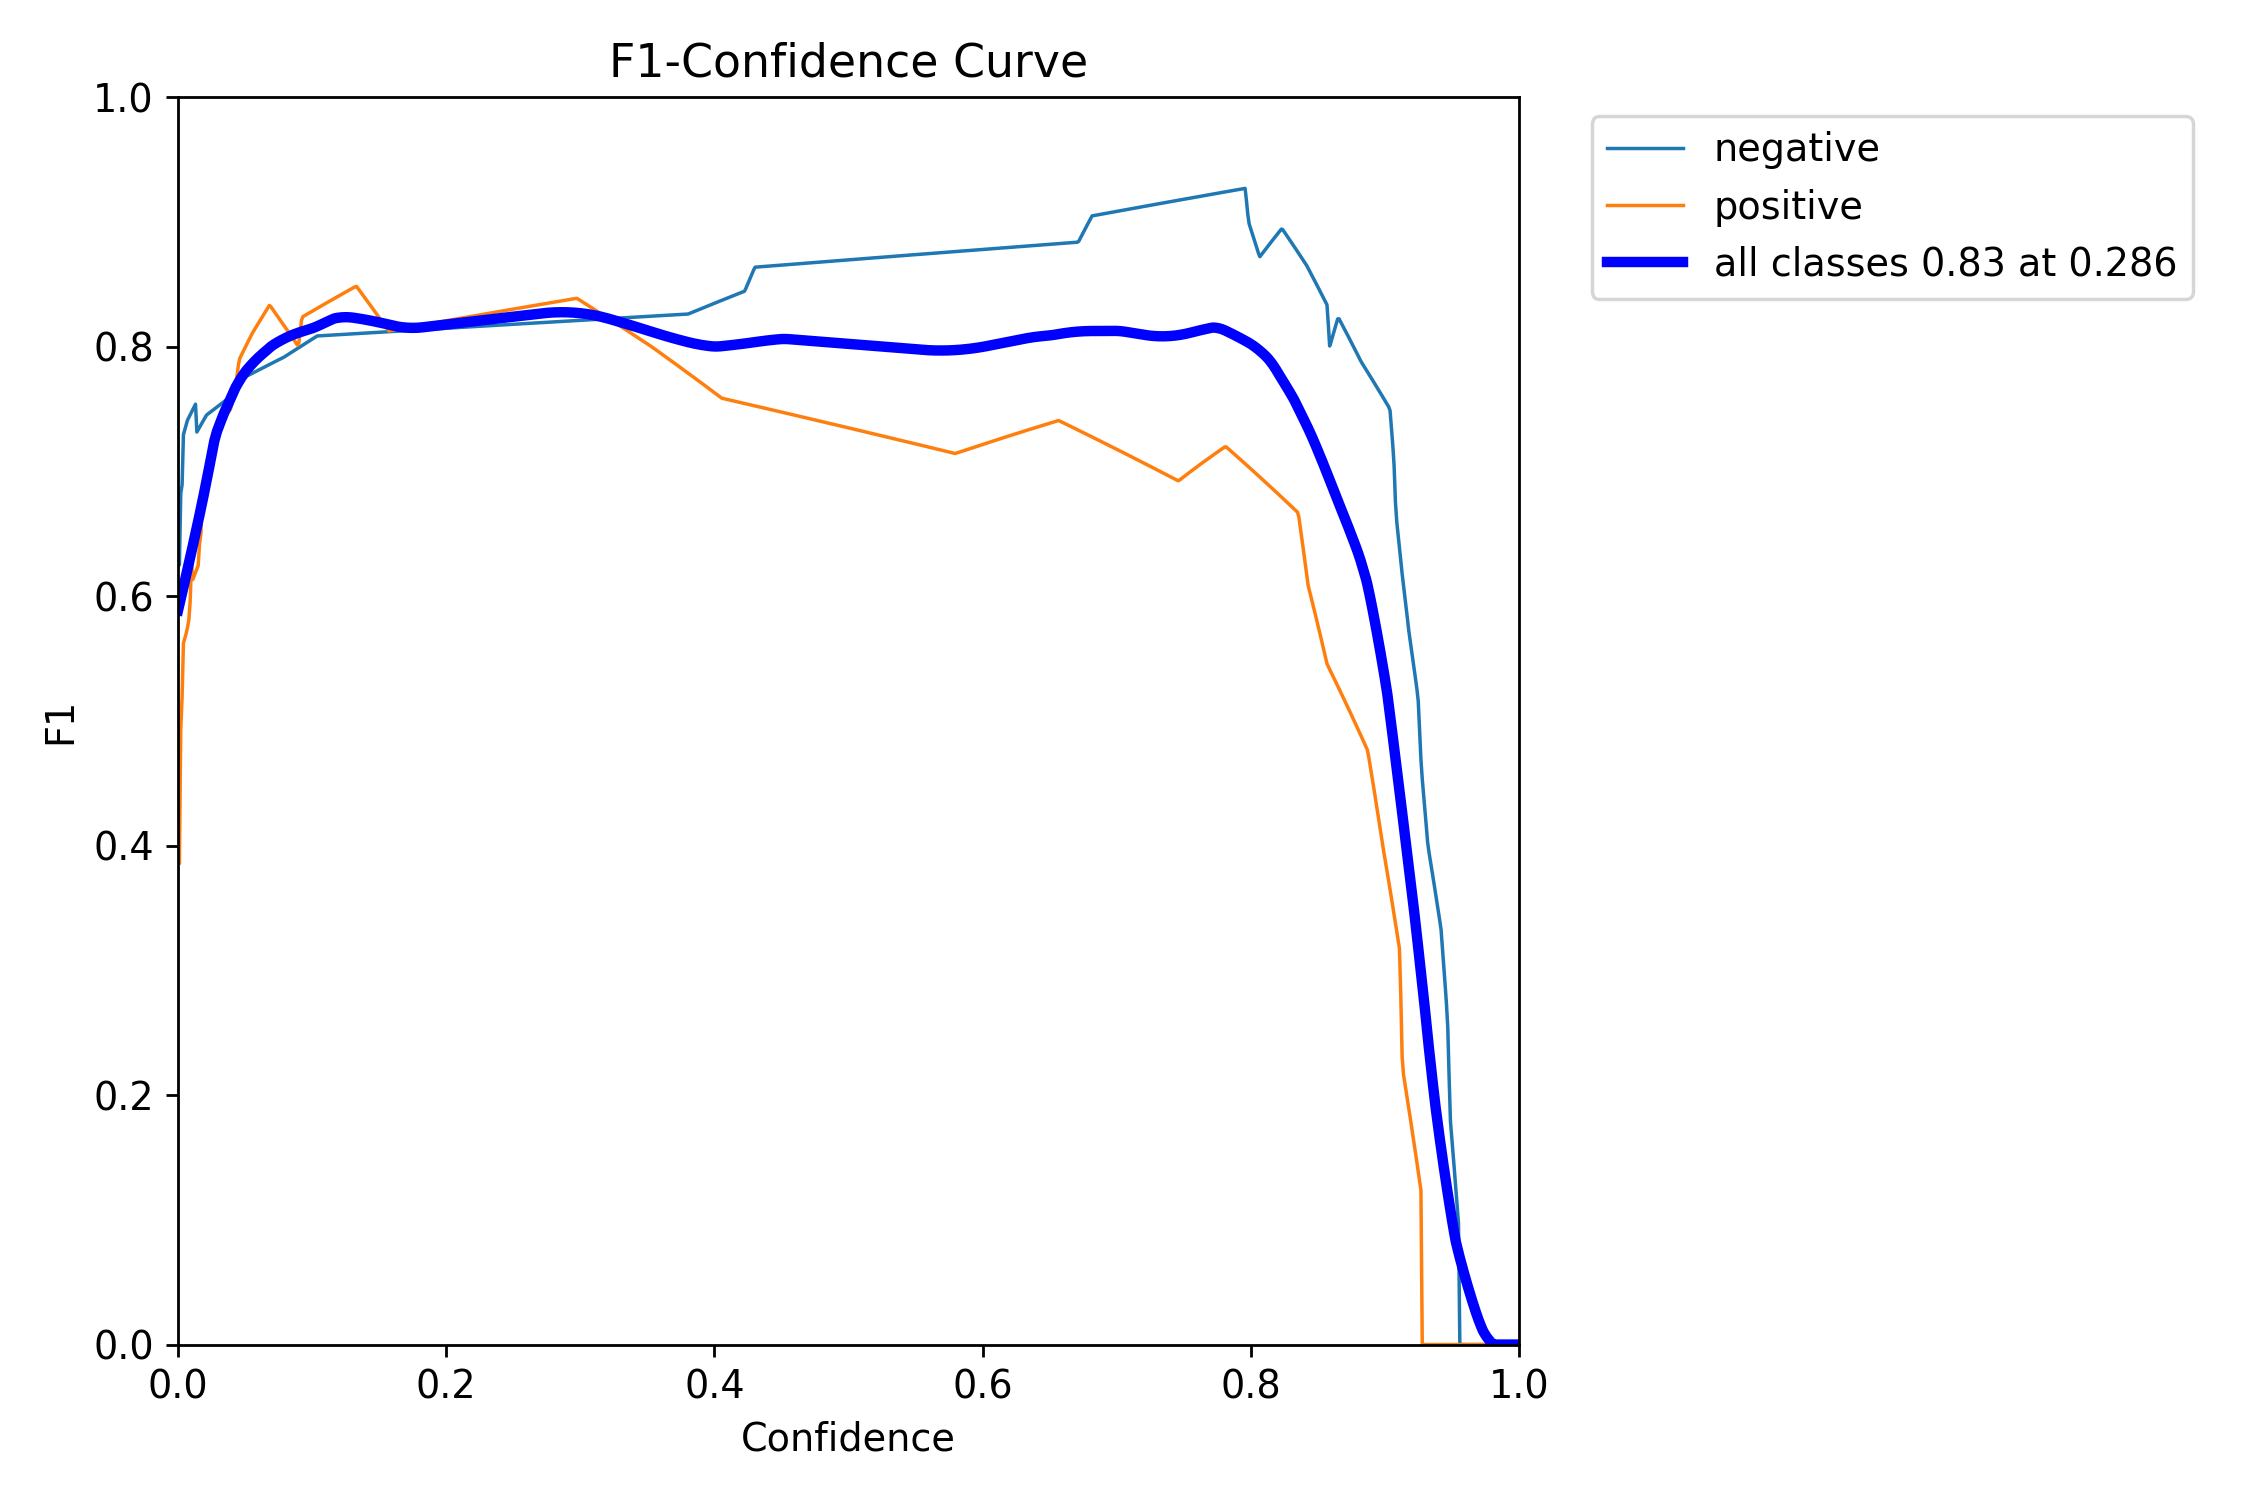 F1-Confidence Curve
1.0
0.8
0.6
0.4
0.2
0.0
F1
0.0 0.2 0.4 0.6 0.8 1.0
Confidence
negative
positive
all classes 0.83 at 0.286